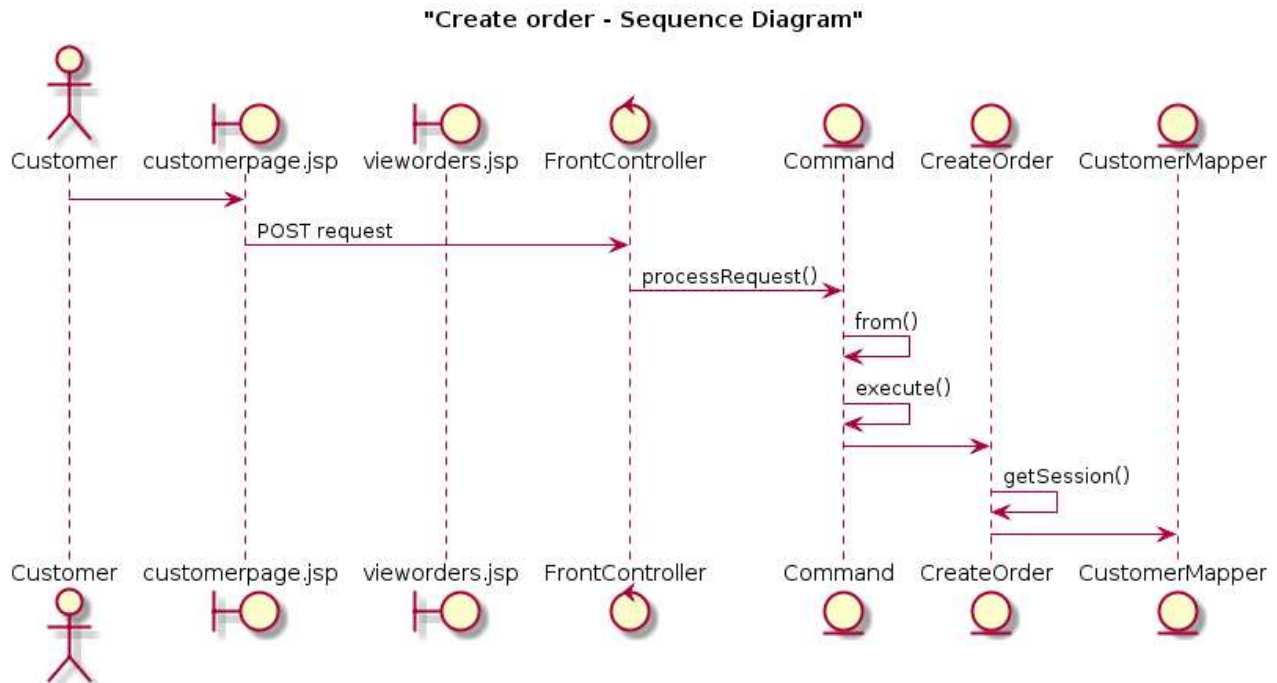 "Create order - Sequence Diagram"
Customer customerpage.jsp vieworders.jsp FrontController Command CreateOrder CustomerMapper
POST request
processRequest()
from()
execute()
getSession()
Customer customerpage.jsp vieworders.jsp FrontController Command CreateOrder CustomerMapper